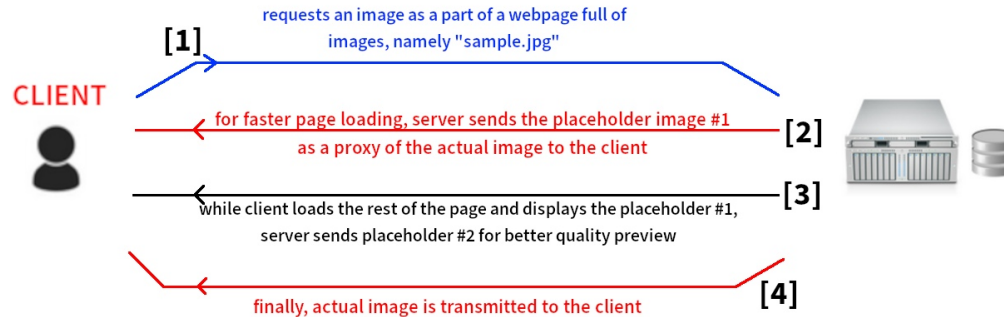 requests an image as a part of a webpage full of
images, namely "sample.jpg"
[1]
CLIENT
for faster page loading, server sends the placeholder image #1
as a proxy of the actual image to the client
[2]
[3]
while client loads the rest of the page and displays the placeholder #1,
server sends placeholder #2 for better quality preview
[4]
finally, actual image is transmitted to the client